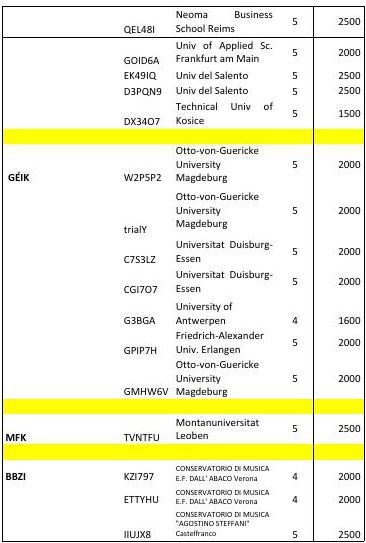 QEL48I Neoma Business School Reims 5 2500
GOID6A Univ of Applied Sc. Frankfurt am Main 5 2000
EK49IQ Univ del Salento 5 2500
D3PQN9 Univ del Salento 5 2500
DX34O7 Technical Univ of Kosice 5 1500
GÉIK W2P5P2 Otto-von-Guericke University Magdeburg 5 2000
trialY Otto-von-Guericke University Magdeburg 5 2000
C7S3LZ Universitat Duisburg-Essen 5 2000
CGI7O7 Universitat Duisburg-Essen 5 2000
G3BGA University of Antwerpen 4 1600
GPIP7H Friedrich-Alexander Univ. Erlangen 5 2000
GMHW6V Otto-von-Guericke University Magdeburg 5 2000
MFK TVNTFU Montanuniversitat Leoben 5 2500
BBZI KZI797 CONSERVATORIO DI MUSICA E.F. DALL' ABACO Verona 4 2000
ETTYHU CONSERVATORIO DI MUSICA E.F. DALL' ABACO Verona 4 2000
IIUJX8 CONSERVATORIO DI MUSICA "AGOSTINO STEFFANI" Castelfranco 5 2500